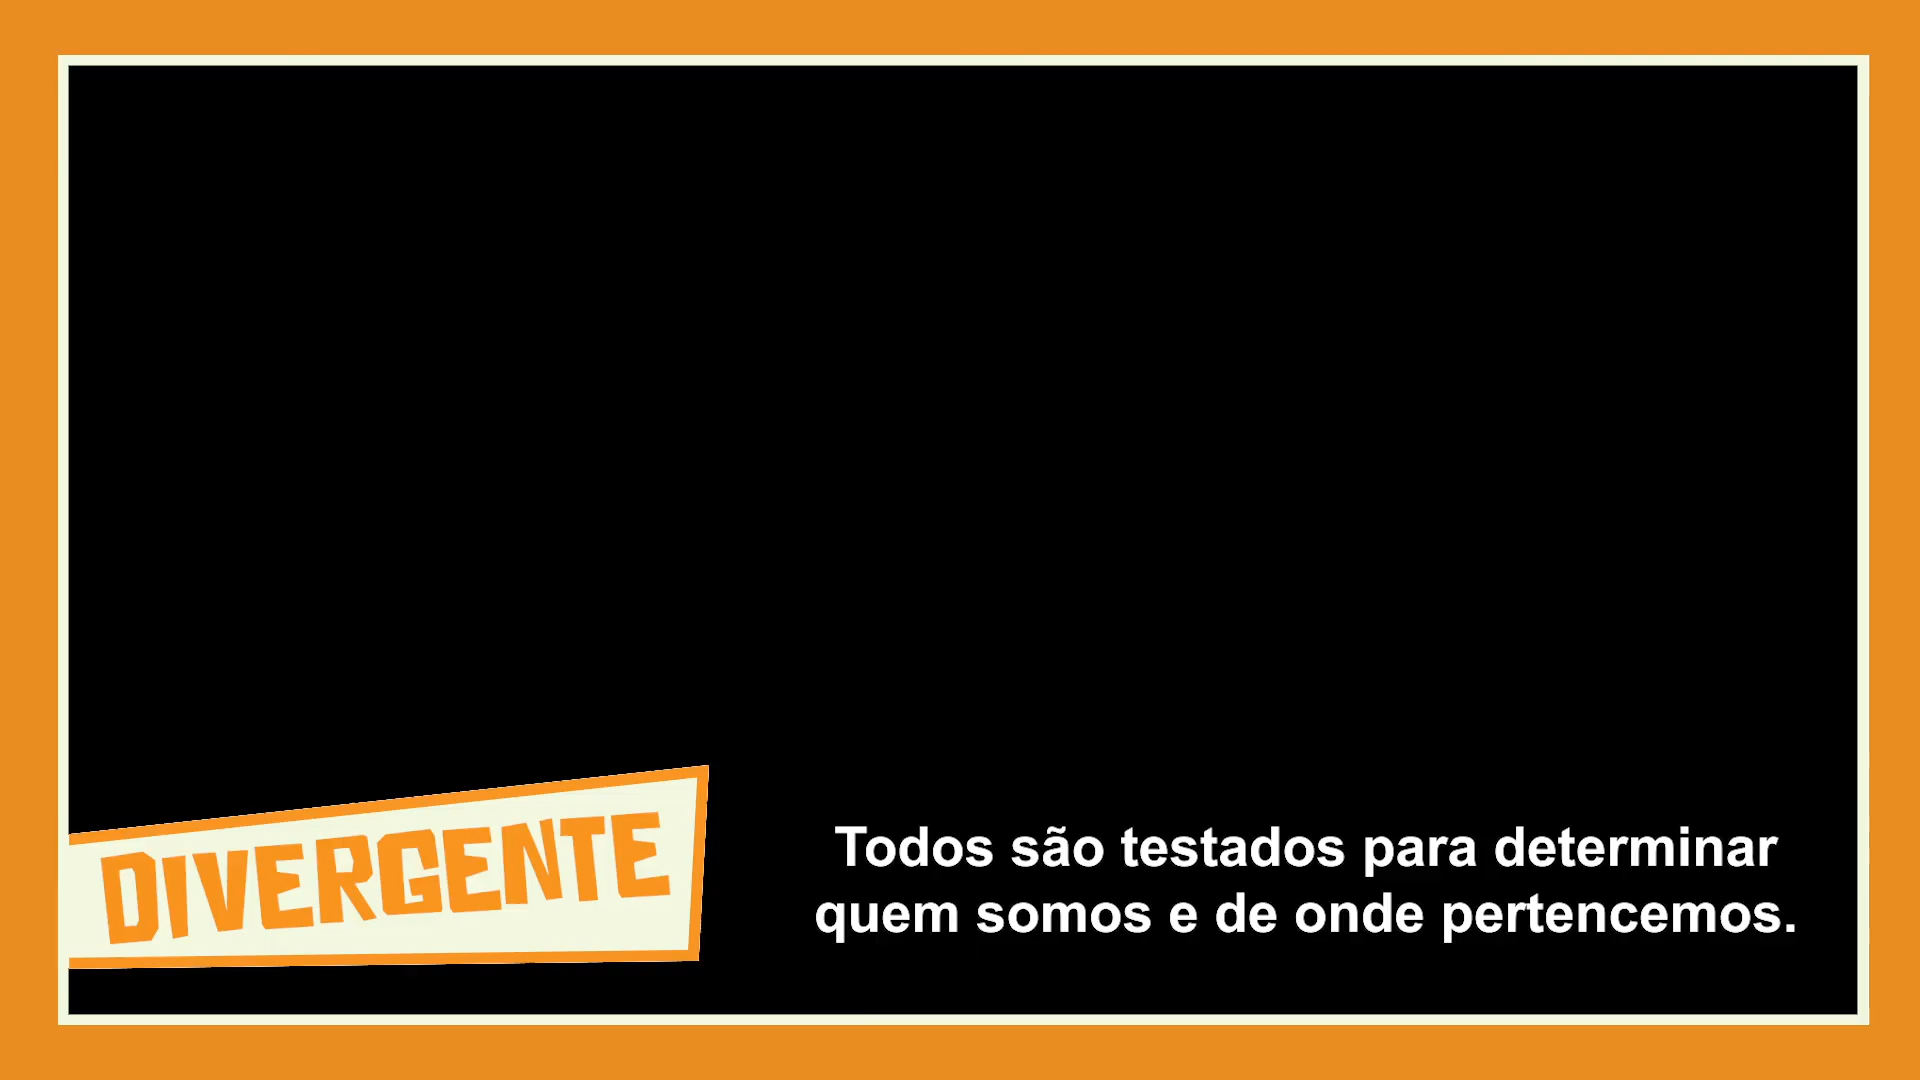 DIVERGENTE
Todos são testados para determinar
quem somos e de onde pertencemos.